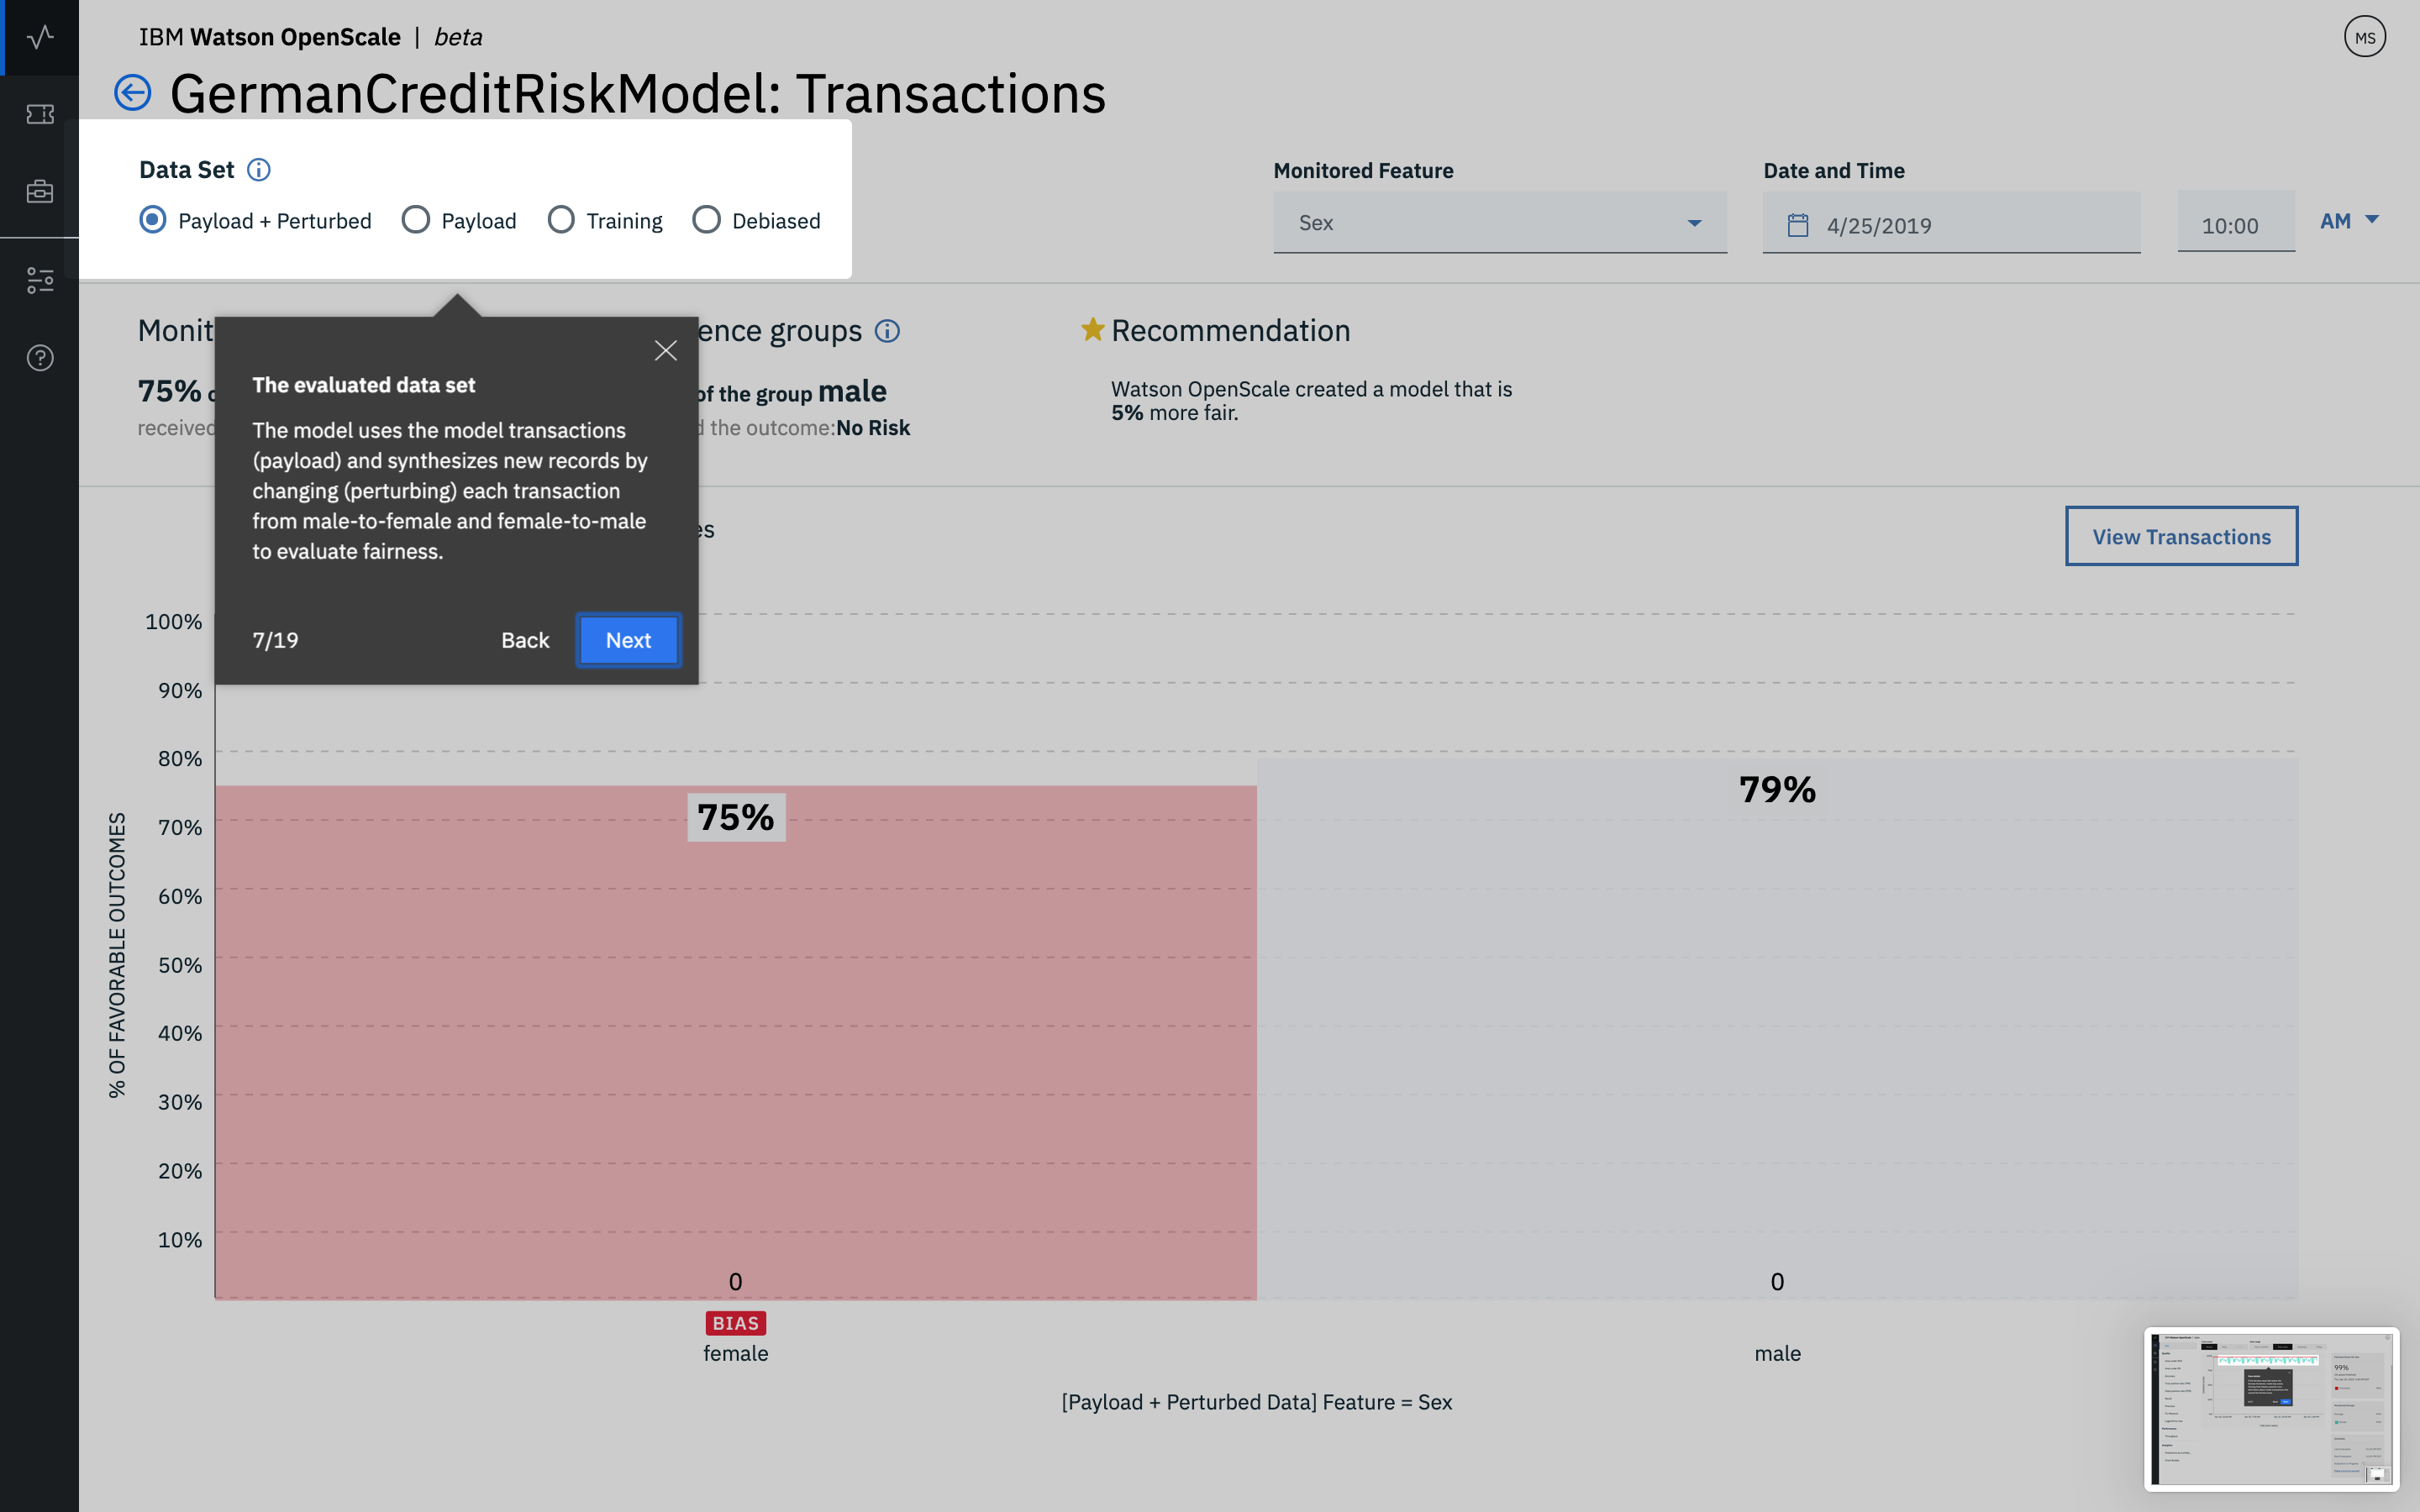 IBM Watson OpenScale | beta
MS
GermanCreditRiskModel: Transactions
Data Set
Payload + Perturbed
Payload
Training
Debiased
Monitored Feature
Sex
Date and Time
4/25/2019
10:00
AM
Monit
ence groups
75%
of the group male
received
the outcome:No Risk
Recommendation
Watson OpenScale created a model that is
5% more fair.
The evaluated data set
The model uses the model transactions
(payload) and synthesizes new records by
changing (perturbing) each transaction
from male-to-female and female-to-male
to evaluate fairness.
7/19
Back
Next
es
View Transactions
% OF FAVORABLE OUTCOMES
100%
90%
80%
70%
60%
50%
40%
30%
20%
10%
75%
79%
0
0
BIAS
female
male
[Payload + Perturbed Data] Feature = Sex
99%